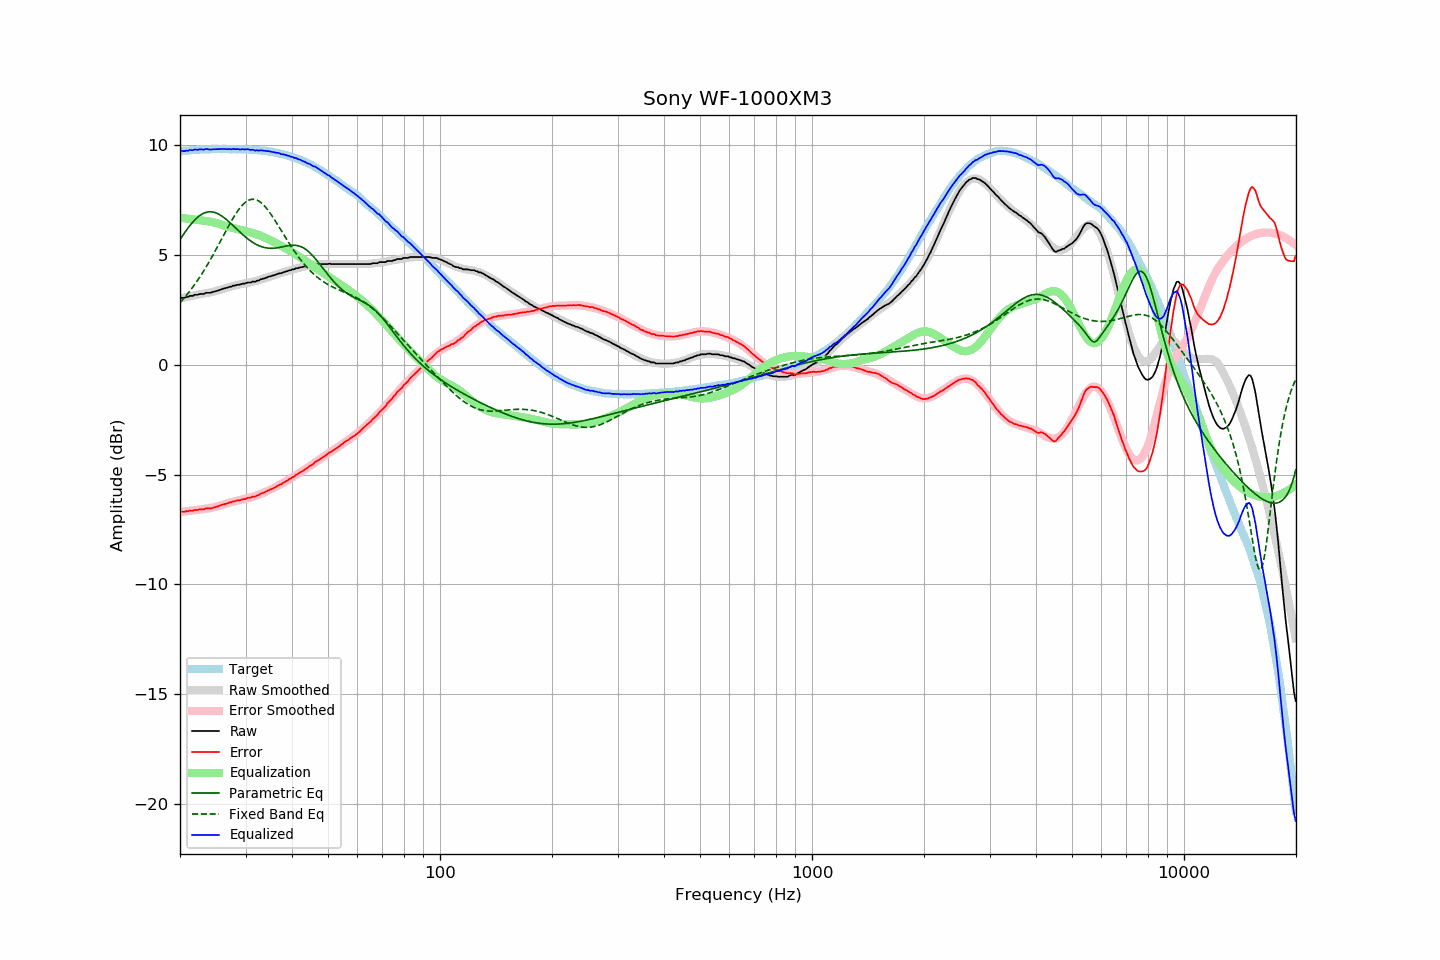 Sony WF-1000XM3
Amplitude (dBr)
10
5
0
−5
−10
−15
−20
Target
Raw Smoothed
Error Smoothed
Raw
Error
Equalization
Parametric Eq
Fixed Band Eq
Equalized
100
1000
10000
Frequency (Hz)